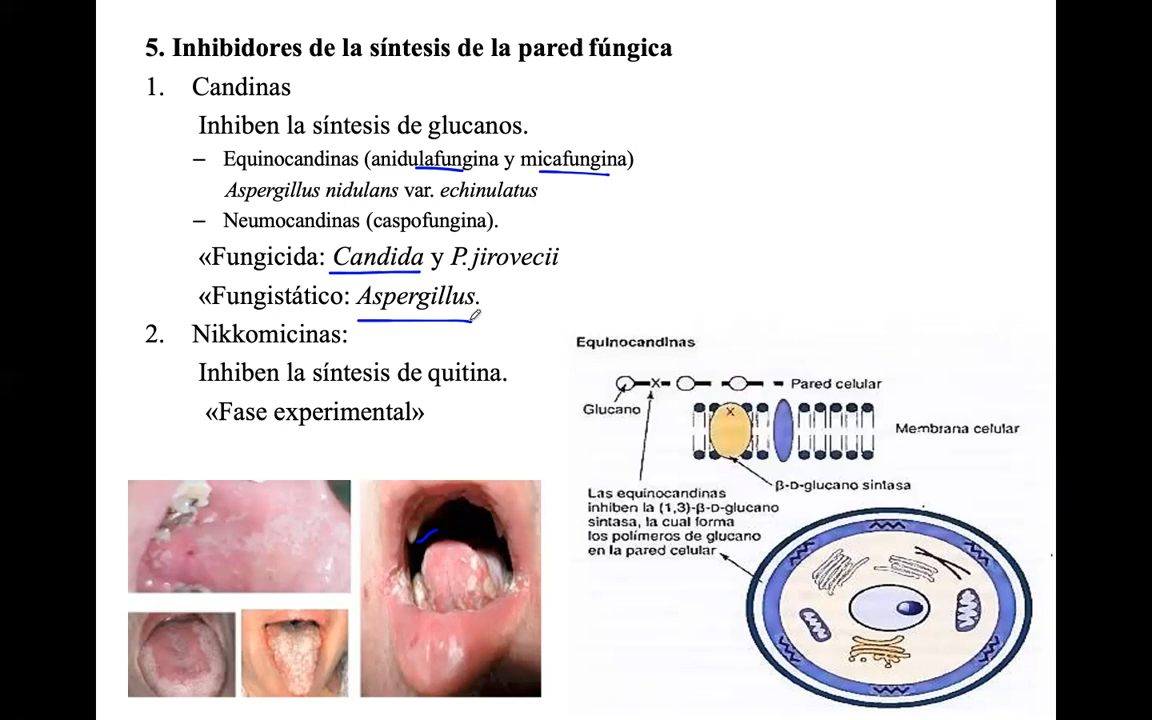 5. Inhibidores de la síntesis de la pared fúngica
1. Candinas
Inhiben la síntesis de glucanos.
– Equinocandinas (anidulafungina y micafungina)
Aspergillus nidulans var. echinulatus
– Neumocandinas (caspofungina).
«Fungicida: Candida y P. jirovecii
«Fungistático: Aspergillus.
2. Nikkomicinas:
Inhiben la síntesis de quitina.
«Fase experimental»
Equinocandinas
Pared celular
Glucano
Membrana celular
β-D-glucano sintasa
Las equinocandinas
inhiben la (1,3)-β-D-glucano
sintasa, la cual forma
los polímeros de glucano
en la pared celular